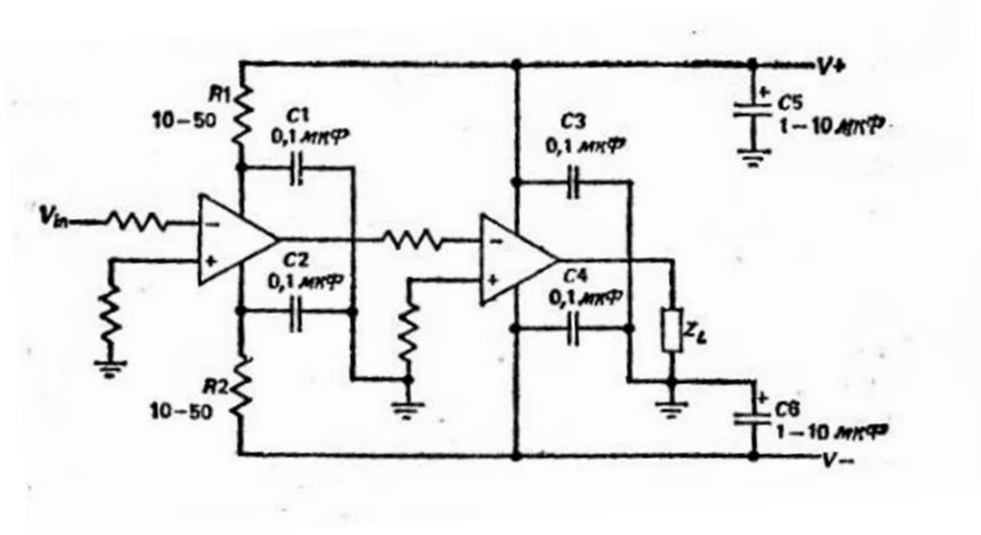 V+
R1
10-50
C1
0,1 мкФ
C3
0,1 мкФ
+
C5
1-10 мкФ
Vin
-
+
-
+
C2
0,1 мкФ
C4
0,1 мкФ
ZL
R2
10-50
+
C6
1-10 мкФ
V-